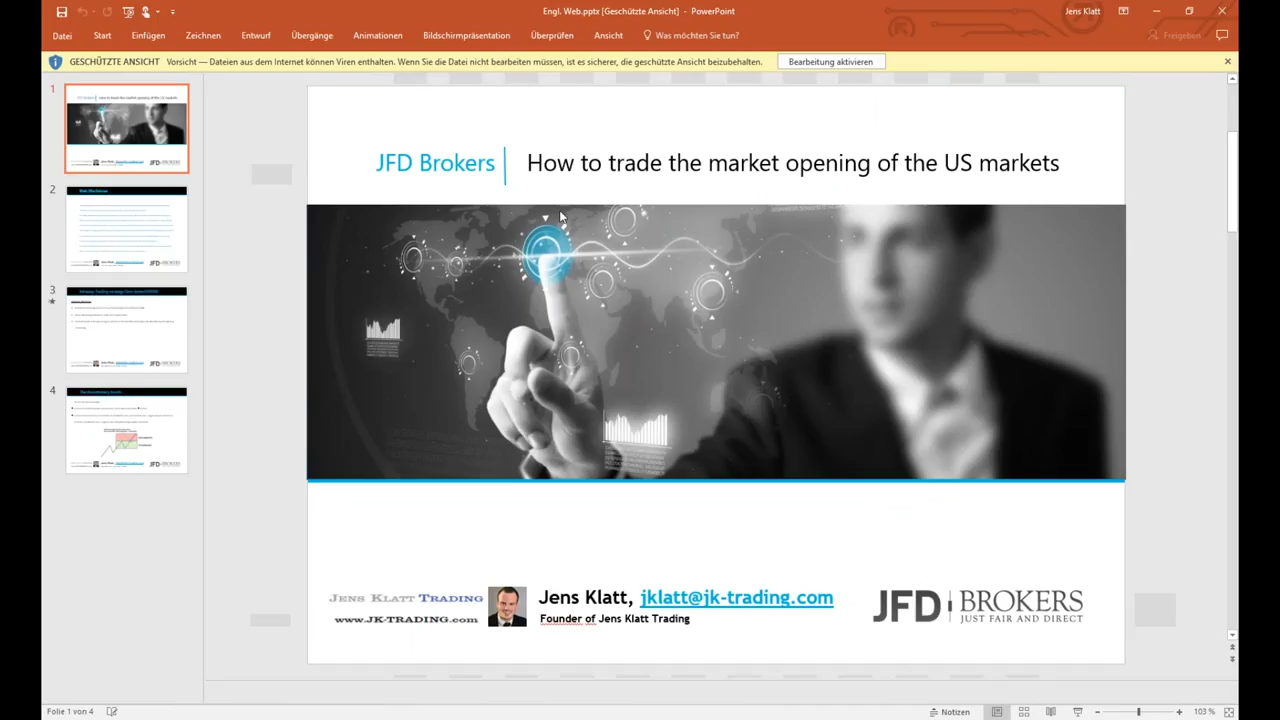 Engl. Web.pptx [Geschützte Ansicht] - PowerPoint
Jens Klatt
Datei Start Einfügen Zeichnen Entwurf Übergänge Animationen Bildschirmpräsentation Überprüfen Ansicht Was möchten Sie tun? Freigeben
GESCHÜTZTE ANSICHT Vorsicht — Dateien aus dem Internet können Viren enthalten. Wenn Sie die Datei nicht bearbeiten müssen, ist es sicherer, die geschützte Ansicht beizubehalten. Bearbeitung aktivieren
1
2
3
4
JFD Brokers How to trade the market opening of the US markets
JENS KLATT TRADING
www.JK-TRADING.com
Jens Klatt, jklatt@jk-trading.com
Founder of Jens Klatt Trading
JFD BROKERS
JUST FAIR AND DIRECT
Folie 1 von 4
Notizen
103 %